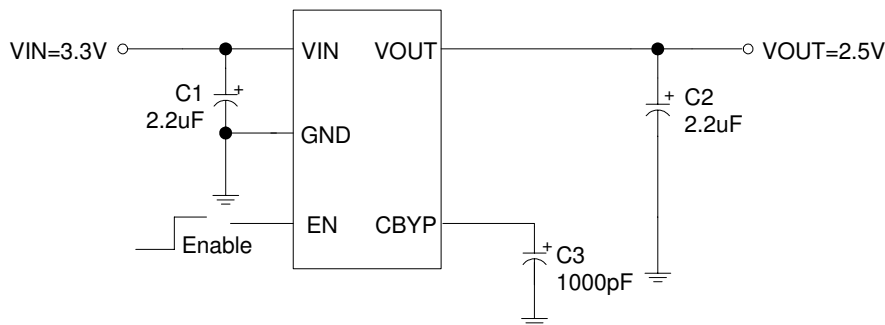 VIN=3.3V
VIN
VOUT
VOUT=2.5V
C1
+
2.2uF
+
C2
2.2uF
GND
EN
CBYP
Enable
+
C3
1000pF